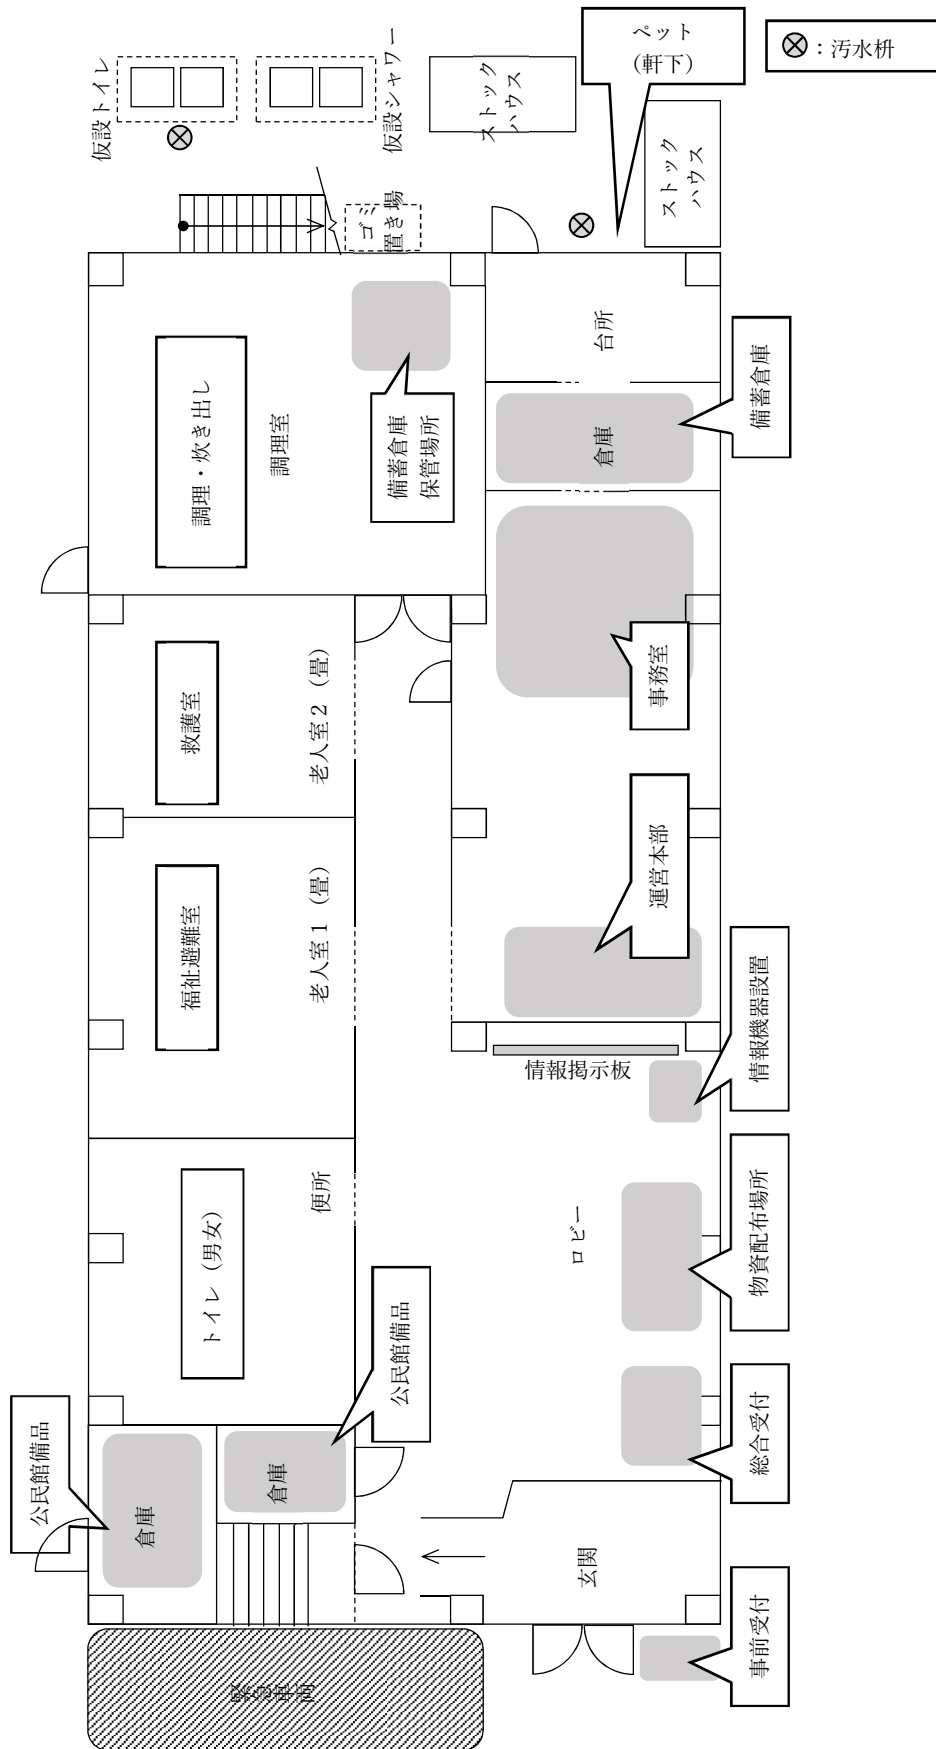 ペット
(軒下)
：汚水枡
仮設トイレ
仮設シャワー
ストック
ハウス
ストック
ハウス
ゴミ
置き場
台所
備蓄倉庫
倉庫
調理・炊き出し
調理室
備蓄倉庫
保管場所
事務室
救護室
老人室２（畳）
運営本部
福祉避難室
老人室１（畳）
情報掲示板
情報機器設置
便所
トイレ（男女）
ロビー
物資配布場所
公民館備品
総合受付
公民館備品
倉庫
倉庫
玄関
事前受付
緊急車両